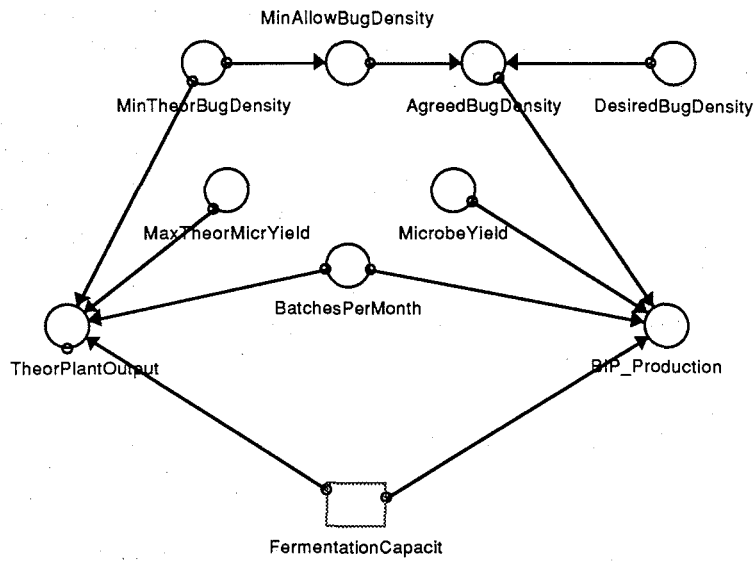 MinAllowBugDensity
MinTheorBugDensity
AgreedBugDensity
DesiredBugDensity
MaxTheorMicrYield
MicrobeYield
BatchesPerMonth
TheorPlantOutput
BIP_Production
FermentationCapacit